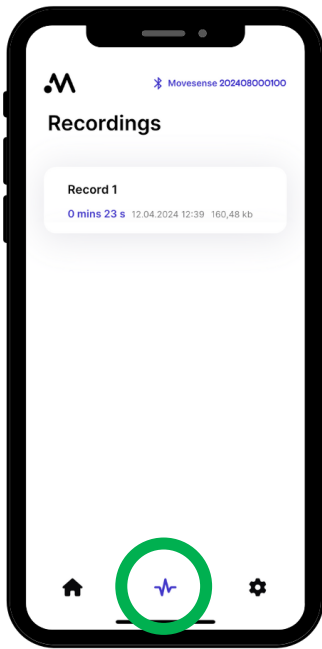 Movesense 202408000100
Recordings
Record 1
0 mins 23 s 12.04.2024 12:39 160,48 kb